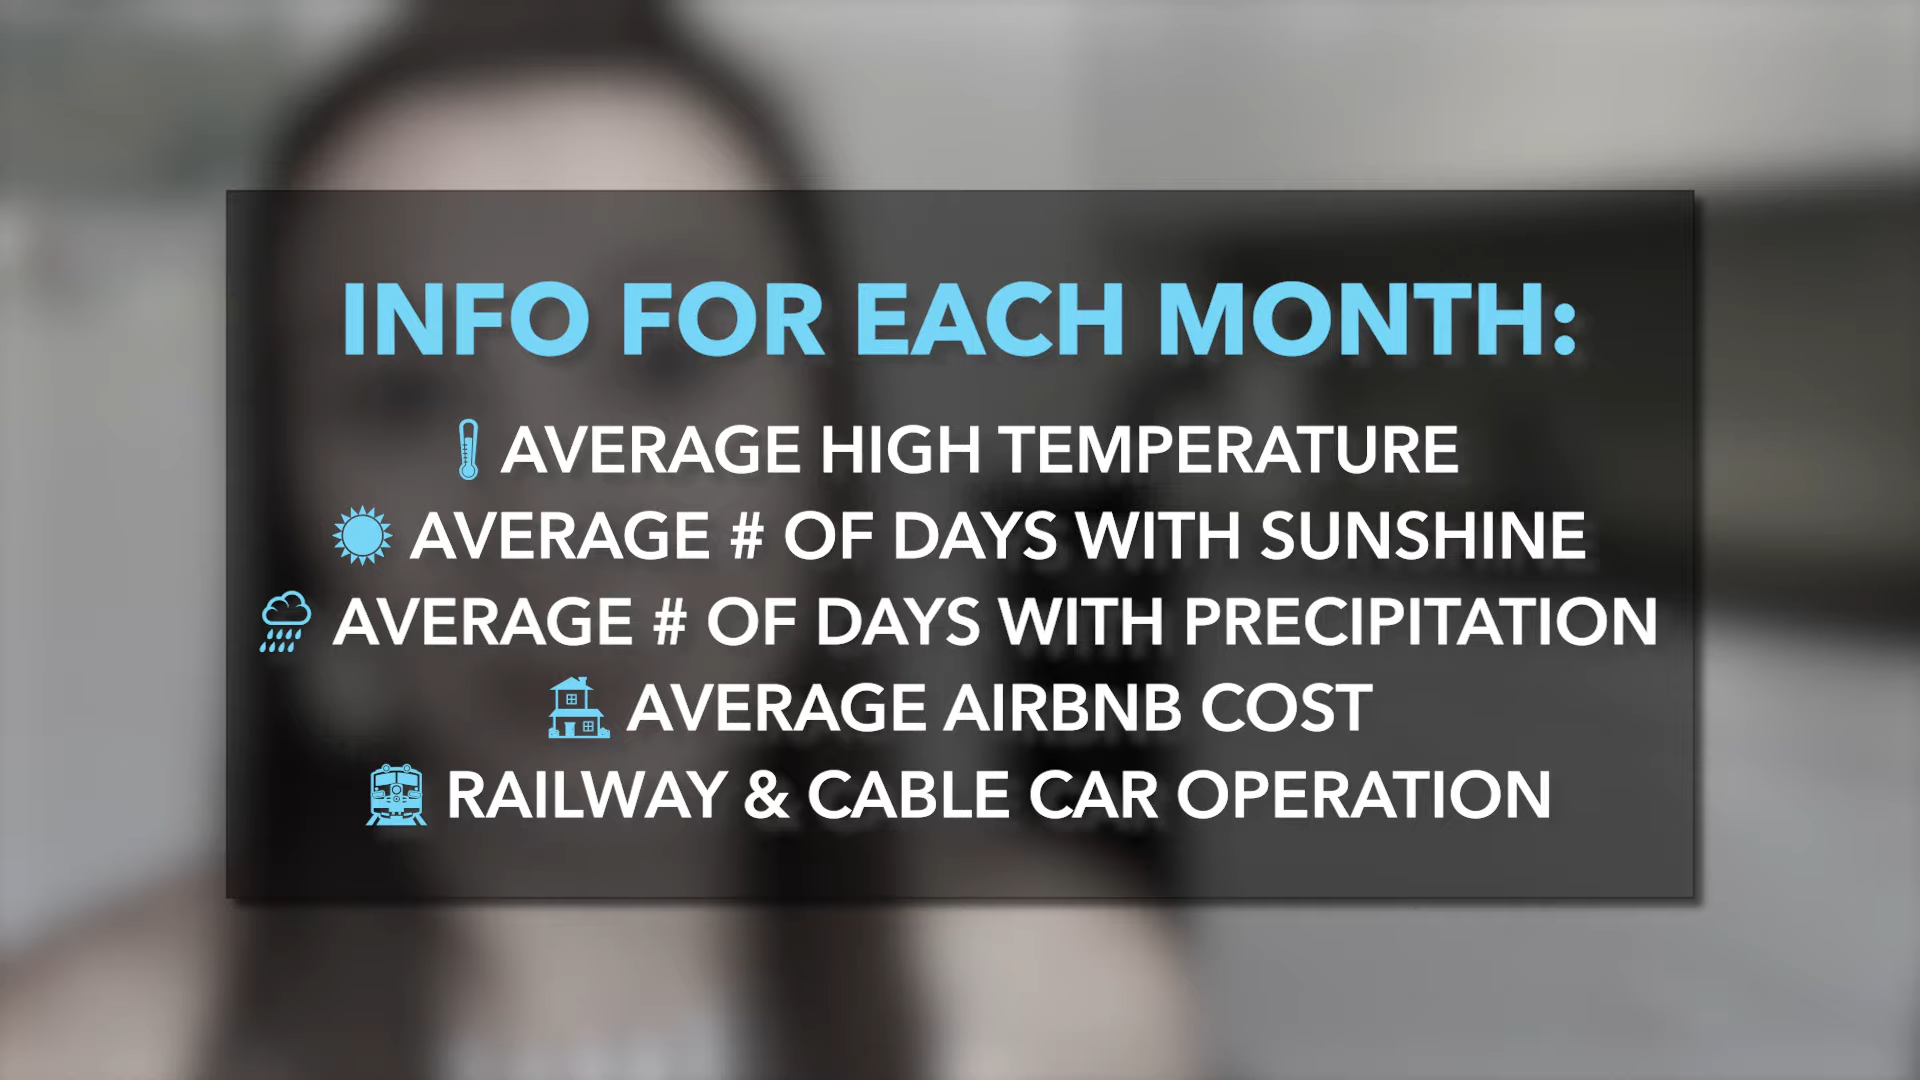 INFO FOR EACH MONTH:
AVERAGE HIGH TEMPERATURE
AVERAGE # OF DAYS WITH SUNSHINE
AVERAGE # OF DAYS WITH PRECIPITATION
AVERAGE AIRBNB COST
RAILWAY & CABLE CAR OPERATION